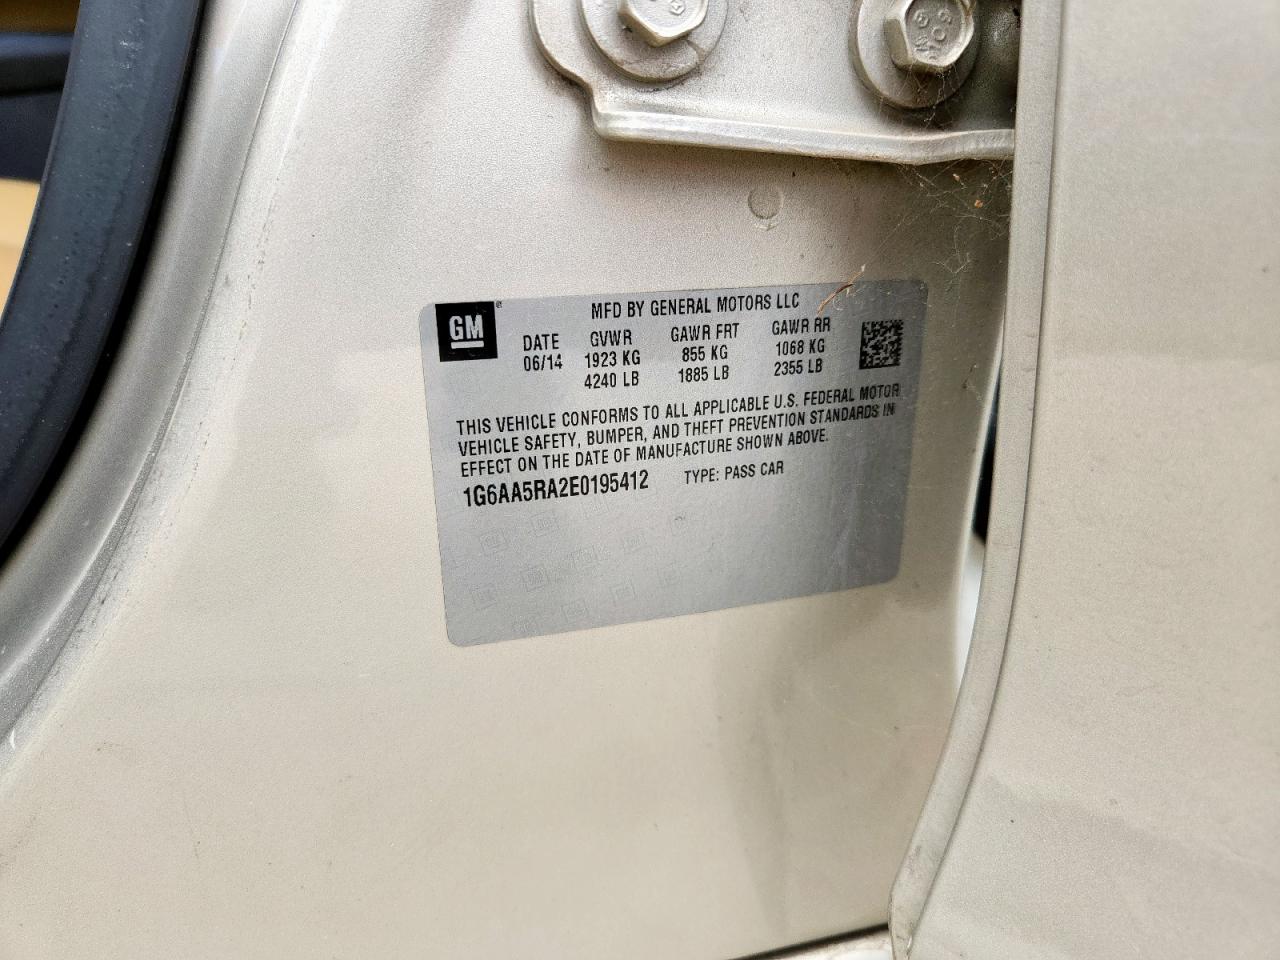 GM
MFD BY GENERAL MOTORS LLC
DATE GVWR GAWR FRT GAWR RR
06/14 1923 KG 855 KG 1068 KG
4240 LB 1885 LB 2355 LB
THIS VEHICLE CONFORMS TO ALL APPLICABLE U.S. FEDERAL MOTOR
VEHICLE SAFETY, BUMPER, AND THEFT PREVENTION STANDARDS IN
EFFECT ON THE DATE OF MANUFACTURE SHOWN ABOVE.
1G6AA5RA2E0195412 TYPE: PASS CAR